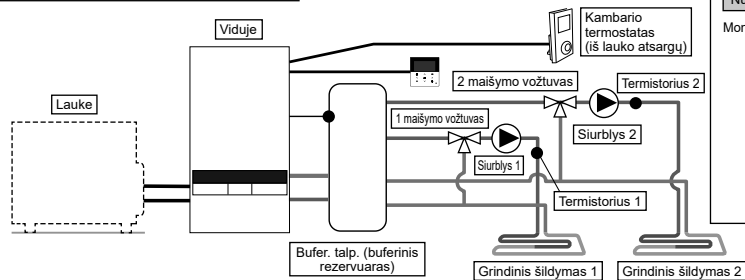 Viduje
Kambario
termostatas
(iš lauko atsargų)
Lauke
2 maišymo vožtuvas
Termistorius 2
1 maišymo vožtuvas
Siurblys 2
Siurblys 1
Termistorius 1
Bufer. talp. (buferinis
rezervuaras)
Grindinis šildymas 1
Grindinis šildymas 2